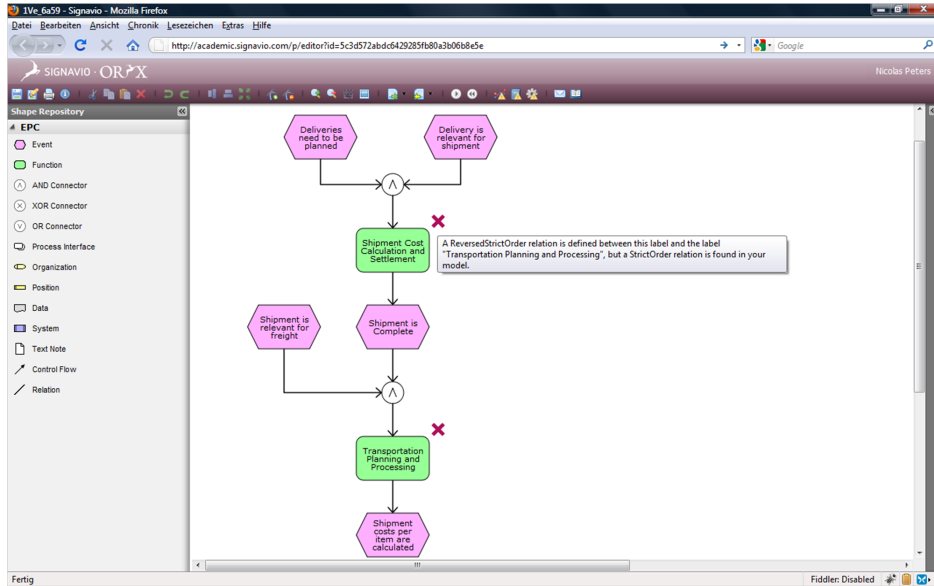 1Ve_6a59 - Signavio - Mozilla Firefox
Datei Bearbeiten Ansicht Chronik Lesezeichen Extras Hilfe
http://academic.signavio.com/p/editor?id=5c3d572abdc6429285fb80a3b06b8e5e
Google
SIGNAVIO · ORYX
Nicolas Peters
Shape Repository
EPC
Event
Function
AND Connector
XOR Connector
OR Connector
Process Interface
Organization
Position
Data
System
Text Note
Control Flow
Relation
Deliveries
need to be
planned
Delivery is
relevant for
shipment
Shipment Cost
Calculation and
Settlement
A ReversedStrictOrder relation is defined between this label and the label
"Transportation Planning and Processing", but a StrictOrder relation is found in your
model.
Shipment is
relevant for
freight
Shipment is
Complete
Transportation
Planning and
Processing
Shipment
costs per
item are
calculated
Fertig
Fiddler: Disabled